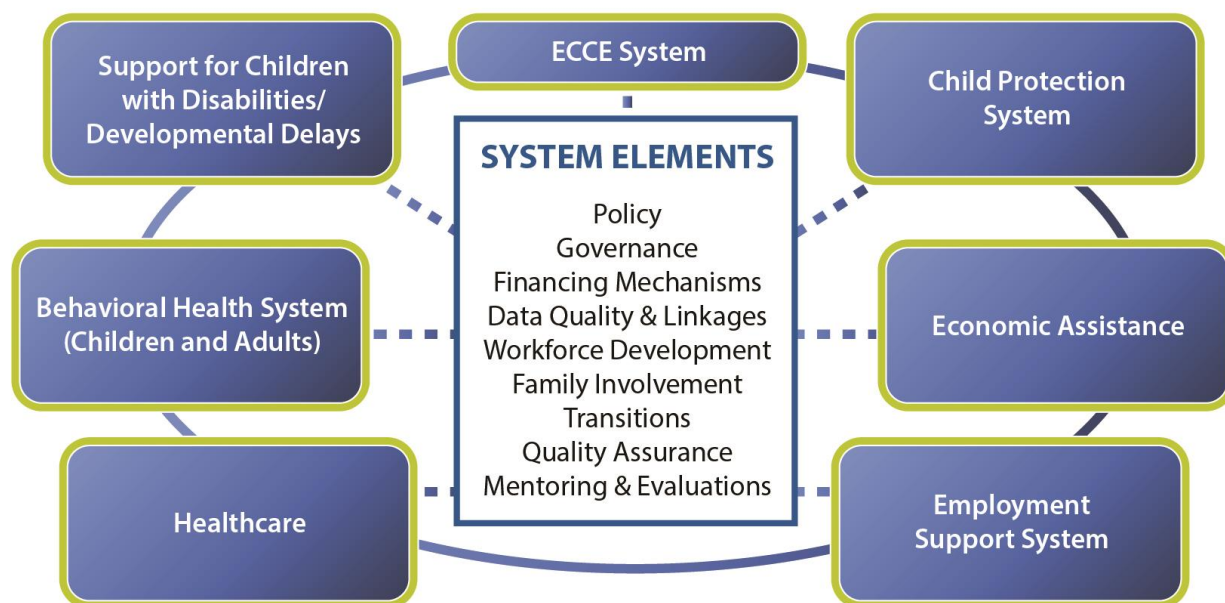 Support for Children
with Disabilities/
Developmental Delays
ECCE System
Child Protection
System
SYSTEM ELEMENTS
Policy
Governance
Financing Mechanisms
Data Quality & Linkages
Workforce Development
Family Involvement
Transitions
Quality Assurance
Mentoring & Evaluations
Behavioral Health System
(Children and Adults)
Economic Assistance
Healthcare
Employment
Support System